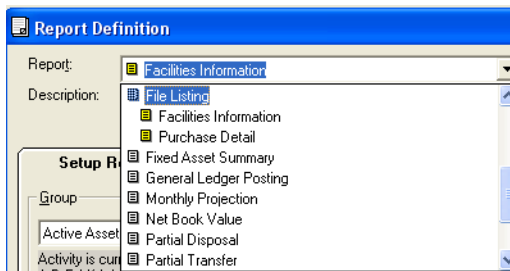 Report Definition
Report: Facilities Information
Description: File Listing
Facilities Information
Purchase Detail
Setup Fixed Asset Summary
General Ledger Posting
Group Monthly Projection
Net Book Value
Active Asset Partial Disposal
Activity is Partial Transfer